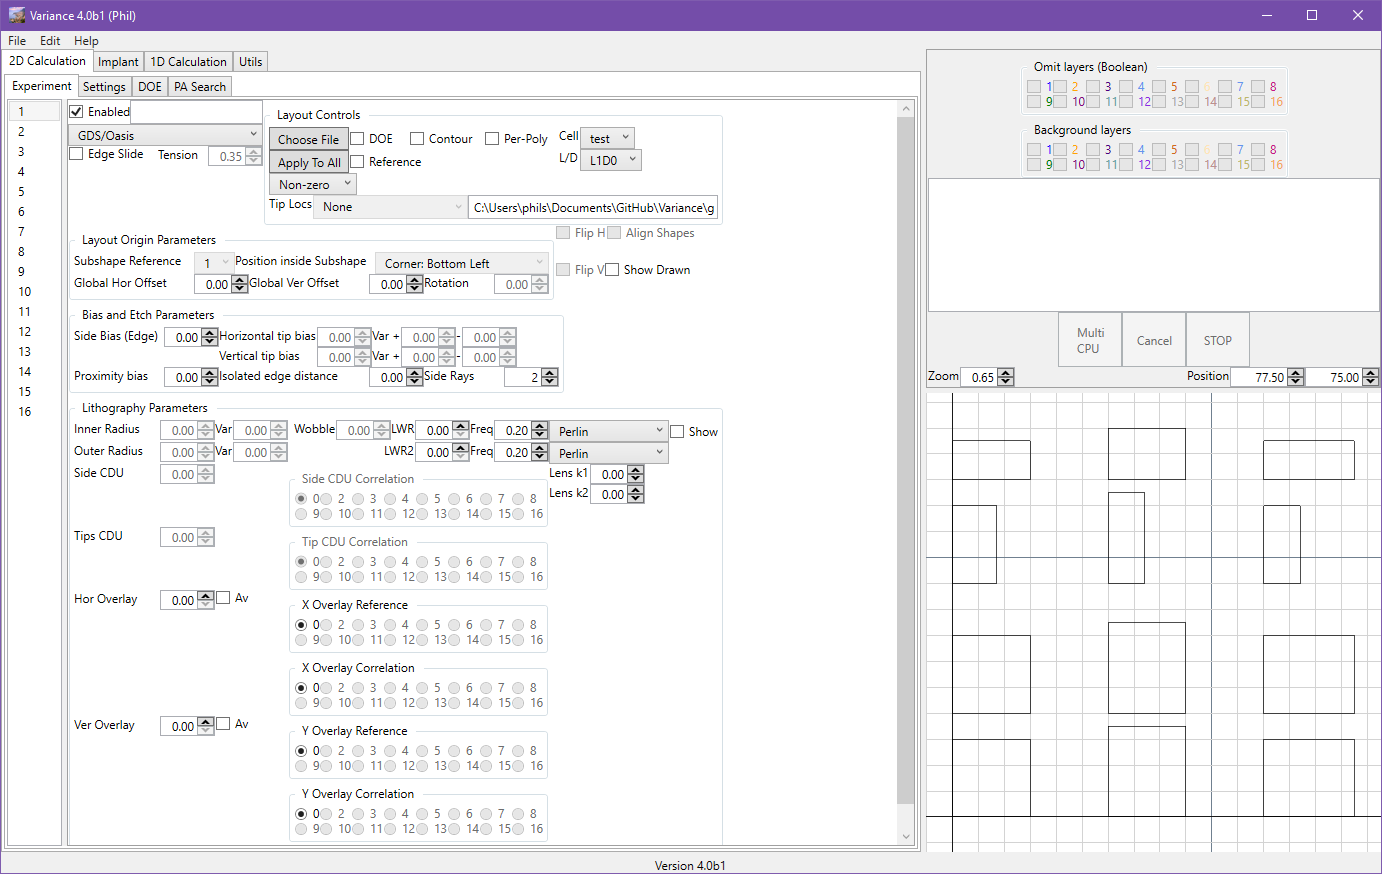 Variance 4.0b1 (Phil)
File Edit Help
2D Calculation Implant 1D Calculation Utils
Experiment Settings DOE PA Search
1
2
3
4
5
6
7
8
9
10
11
12
13
14
15
16
Enabled
GDS/Oasis
Edge Slide Tension 0.35
Layout Controls
Choose File DOE Contour Per-Poly Cell test
Apply To All Reference L/D L1D0
Non-zero
Tip Locs None C:\Users\phils\Documents\GitHub\Variance\g
Flip H Align Shapes
Layout Origin Parameters
Subshape Reference 1 Position inside Subshape Corner: Bottom Left
Flip V Show Drawn
Global Hor Offset 0.00 Global Ver Offset 0.00 Rotation 0.00
Bias and Etch Parameters
Side Bias (Edge) 0.00 Horizontal tip bias 0.00 Var + 0.00 - 0.00
Vertical tip bias 0.00 Var + 0.00 - 0.00
Proximity bias 0.00 Isolated edge distance 0.00 Side Rays 2
Lithography Parameters
Inner Radius 0.00 Var 0.00 Wobble 0.00 LWR 0.00 Freq 0.20 Perlin Show
Outer Radius 0.00 Var 0.00 LWR2 0.00 Freq 0.20 Perlin
Side CDU 0.00
Side CDU Correlation
0 2 3 4 5 6 7 8
9 10 11 12 13 14 15 16
Lens k1 0.00
Lens k2 0.00
Tips CDU 0.00
Tip CDU Correlation
0 2 3 4 5 6 7 8
9 10 11 12 13 14 15 16
Hor Overlay 0.00 Av
X Overlay Reference
0 2 3 4 5 6 7 8
9 10 11 12 13 14 15 16
X Overlay Correlation
0 2 3 4 5 6 7 8
9 10 11 12 13 14 15 16
Ver Overlay 0.00 Av
Y Overlay Reference
0 2 3 4 5 6 7 8
9 10 11 12 13 14 15 16
Y Overlay Correlation
0 2 3 4 5 6 7 8
9 10 11 12 13 14 15 16
Omit layers (Boolean)
1 2 3 4 5 6 7 8
9 10 11 12 13 14 15 16
Background layers
1 2 3 4 5 6 7 8
9 10 11 12 13 14 15 16
Multi
CPU
Cancel
STOP
Zoom 0.65 Position 77.50 75.00
Version 4.0b1